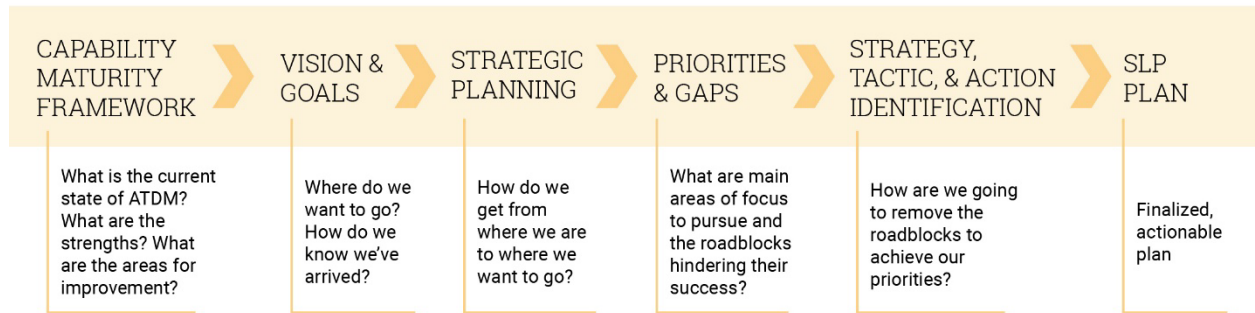 CAPABILITY
MATURITY
FRAMEWORK
VISION &
GOALS
STRATEGIC
PLANNING
PRIORITIES
& GAPS
STRATEGY,
TACTIC, & ACTION
IDENTIFICATION
SLP
PLAN
What is the current
state of ATDM?
What are the
strengths? What
are the areas for
improvement?
Where do we
want to go?
How do we
know we’ve
arrived?
How do we
get from
where we are
to where we
want to go?
What are main
areas of focus
to pursue and
the roadblocks
hindering their
success?
How are we going
to remove the
roadblocks to
achieve our
priorities?
Finalized,
actionable
plan